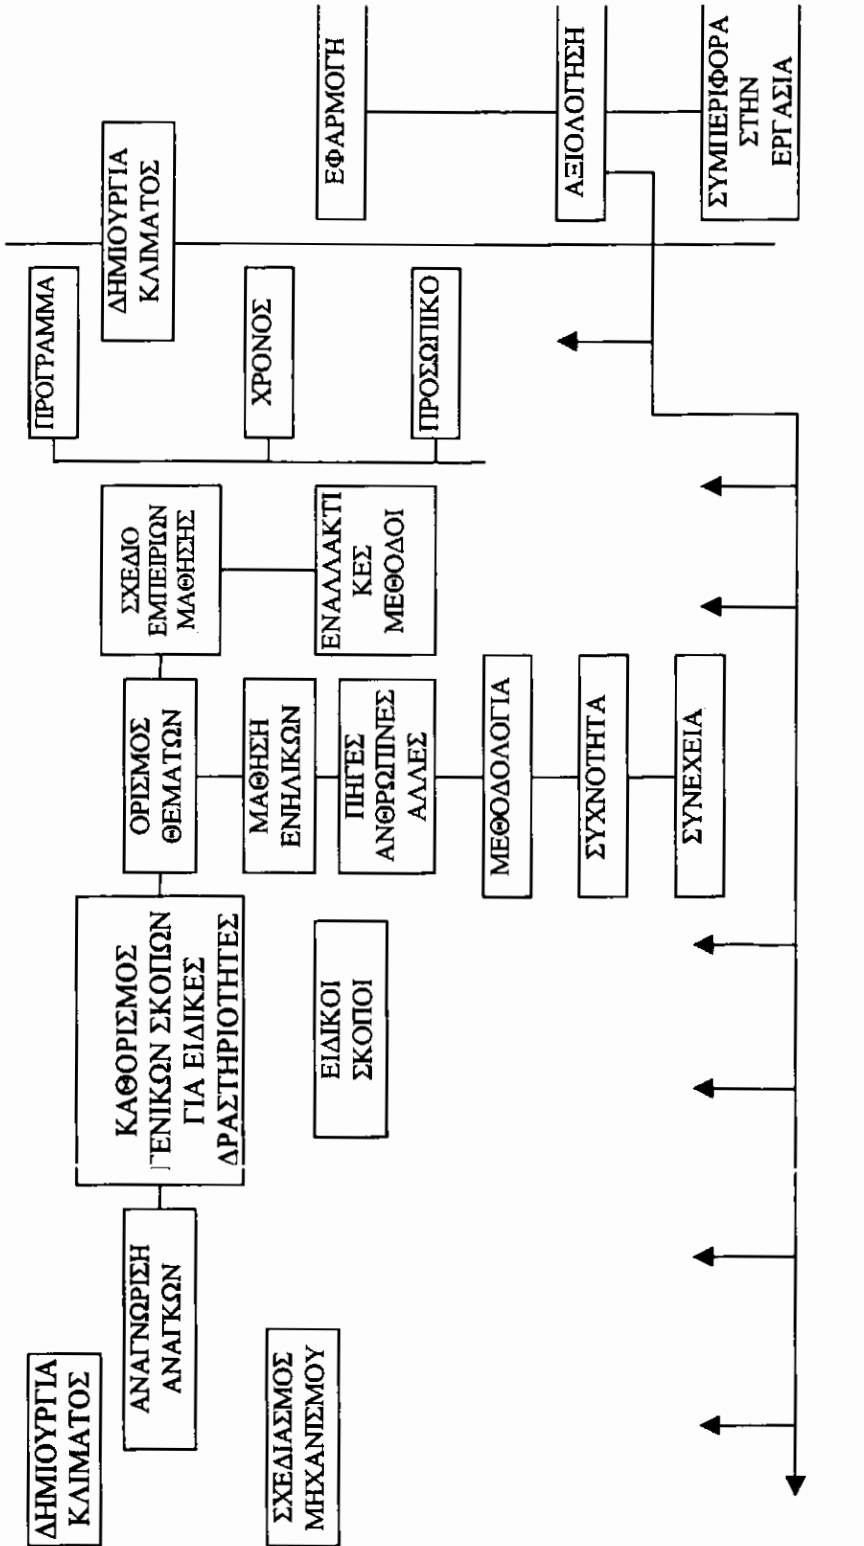 ΔΗΜΙΟΥΡΓΙΑ
ΚΛΙΜΑΤΟΣ
ΑΝΑΓΝΩΡΙΣΗ
ΑΝΑΓΚΩΝ
ΣΧΕΔΙΑΣΜΟΣ
ΜΗΧΑΝΙΣΜΟΥ
ΚΑΘΟΡΙΣΜΟΣ
ΓΕΝΙΚΩΝ ΣΚΟΠΩΝ
ΓΙΑ ΕΙΔΙΚΕΣ
ΔΡΑΣΤΗΡΙΟΤΗΤΕΣ
ΕΙΔΙΚΟΙ
ΣΚΟΠΟΙ
ΟΡΙΣΜΟΣ
ΘΕΜΑΤΩΝ
ΜΑΘΗΣΗ
ΕΝΗΛΙΚΩΝ
ΠΗΓΕΣ
ΑΝΘΡΩΠΙΝΕΣ
ΑΛΛΕΣ
ΜΕΘΟΔΟΛΟΓΙΑ
ΣΥΧΝΟΤΗΤΑ
ΣΥΝΕΧΕΙΑ
ΣΧΕΔΙΟ
ΕΜΠΕΙΡΙΩΝ
ΜΑΘΗΣΗΣ
ΕΝΑΛΛΑΚΤΙ
ΚΕΣ
ΜΕΘΟΔΟΙ
ΠΡΟΓΡΑΜΜΑ
ΧΡΟΝΟΣ
ΠΡΟΣΩΠΙΚΟ
ΔΗΜΙΟΥΡΓΙΑ
ΚΛΙΜΑΤΟΣ
ΕΦΑΡΜΟΓΗ
ΑΞΙΟΛΟΓΗΣΗ
ΣΥΜΠΕΡΙΦΟΡΑ
ΣΤΗΝ
ΕΡΓΑΣΙΑ